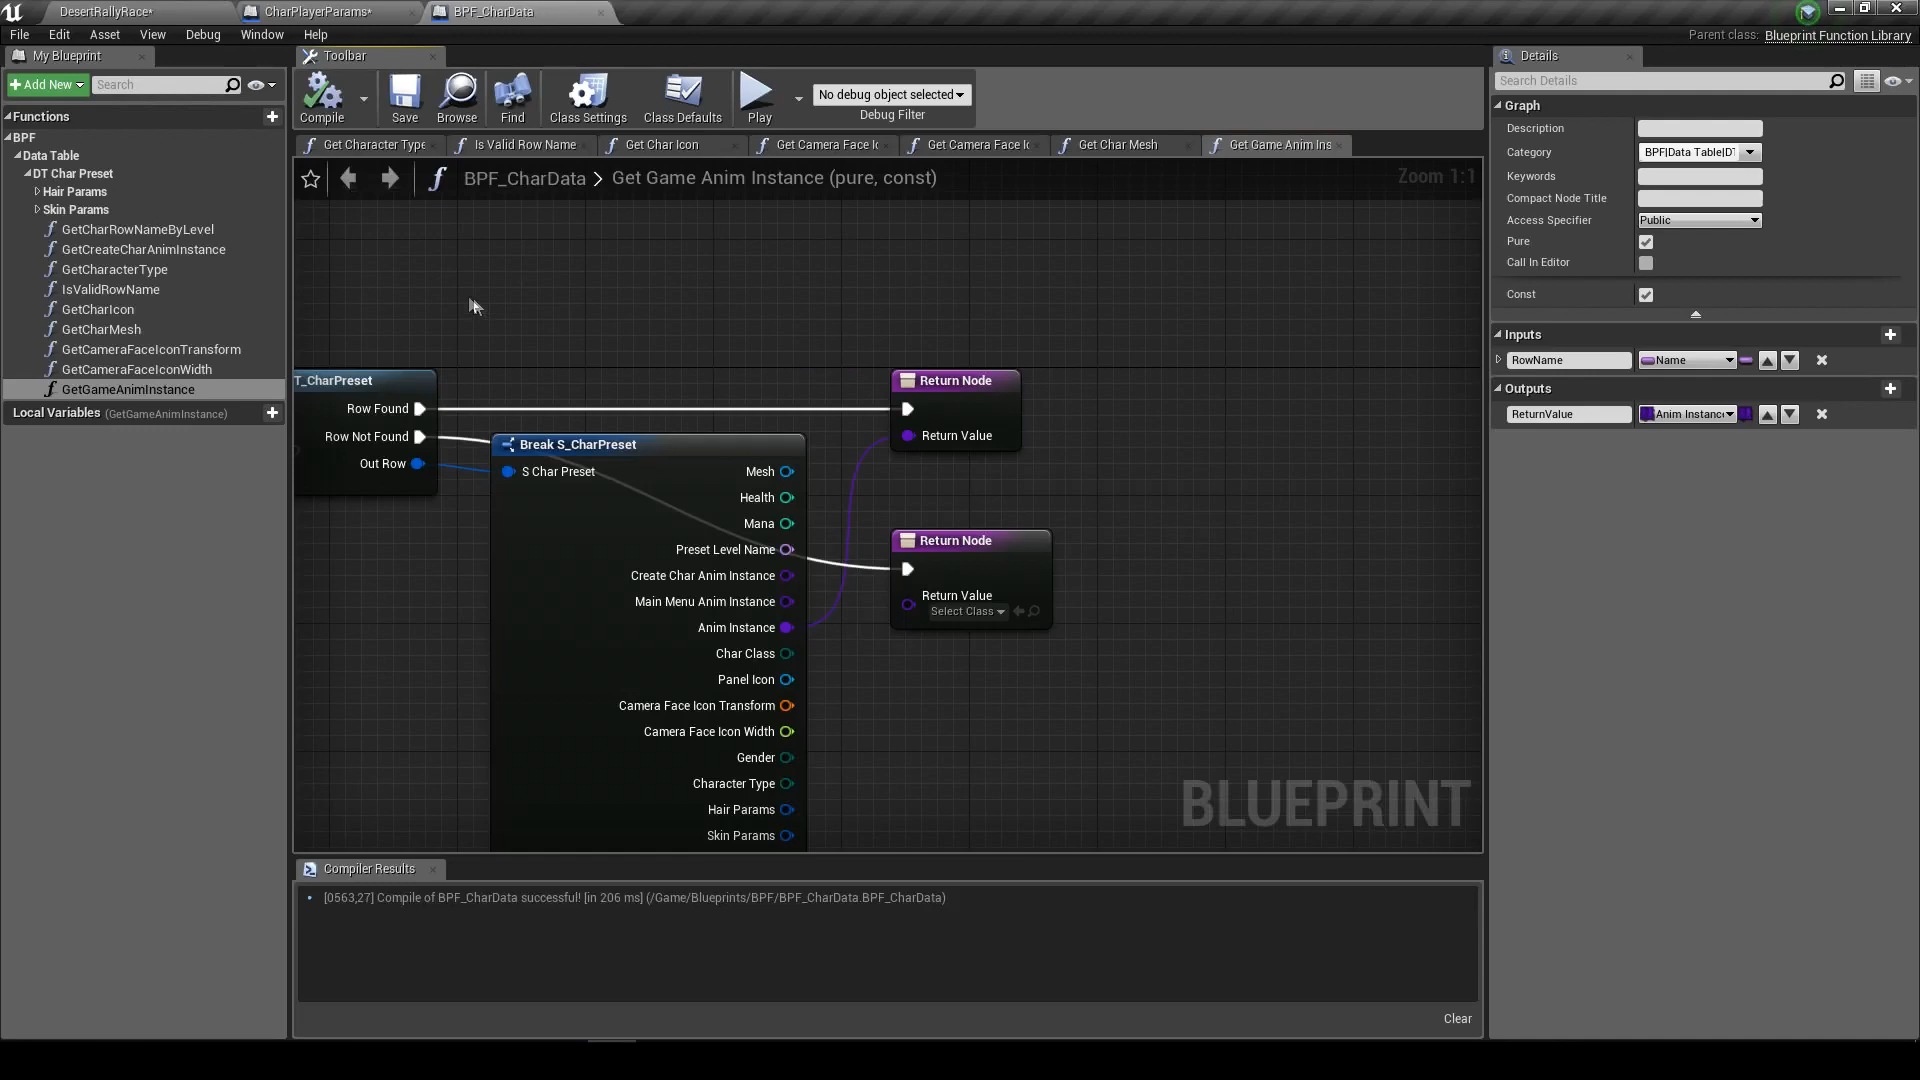 DesertRallyRace*
CharPlayerParams*
BPF_CharData
File Edit Asset View Debug Window Help
Parent class: Blueprint Function Library
My Blueprint
Toolbar
Details
Add New
Search
Compile
Save
Browse
Find
Class Settings
Class Defaults
Play
No debug object selected
Debug Filter
Search Details
Functions
BPF
Data Table
DT Char Preset
Hair Params
Skin Params
GetCharRowNameByLevel
GetCreateCharAnimInstance
GetCharacterType
IsValidRowName
GetCharIcon
GetCharMesh
GetCameraFaceIconTransform
GetCameraFaceIconWidth
GetGameAnimInstance
Local Variables (GetGameAnimInstance)
Get Character Type
Is Valid Row Name
Get Char Icon
Get Camera Face Ic
Get Camera Face Ic
Get Char Mesh
Get Game Anim Ins
BPF_CharData > Get Game Anim Instance (pure, const)
Zoom 1:1
T_CharPreset
Row Found
Row Not Found
Out Row
Break S_CharPreset
S Char Preset
Mesh
Health
Mana
Preset Level Name
Create Char Anim Instance
Main Menu Anim Instance
Anim Instance
Char Class
Panel Icon
Camera Face Icon Transform
Camera Face Icon Width
Gender
Character Type
Hair Params
Skin Params
Return Node
Return Value
Return Node
Return Value
Select Class
BLUEPRINT
Compiler Results
[0563,27] Compile of BPF_CharData successful! [in 206 ms] (/Game/Blueprints/BPF/BPF_CharData.BPF_CharData)
Clear
Graph
Description
Category
BPF|Data Table|DT
Keywords
Compact Node Title
Access Specifier
Public
Pure
Call In Editor
Const
Inputs
RowName
Name
Outputs
ReturnValue
Anim Instance